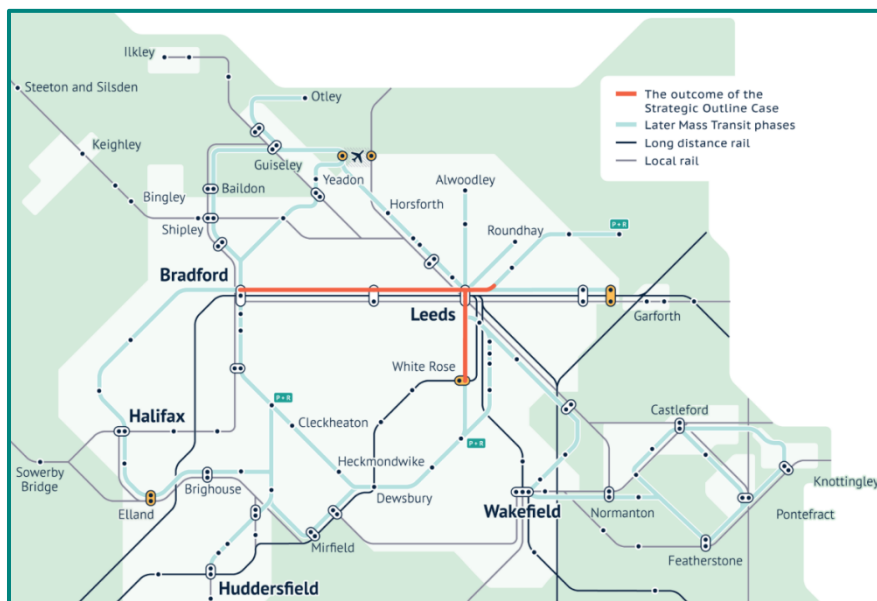 Ilkley
Steeton and Silsden
Otley
The outcome of the
Strategic Outline Case
Later Mass Transit phases
Long distance rail
Local rail
Keighley
Guiseley
Baildon
Yeadon
Alwoodley
Bingley
Horsforth
Shipley
Roundhay
P+R
Bradford
Leeds
Garforth
White Rose
P+R
Castleford
Halifax
Cleckheaton
P+R
Sowerby
Bridge
Heckmondwike
Knottingley
Elland
Brighouse
Dewsbury
Wakefield
Normanton
Pontefract
Mirfield
Featherstone
Huddersfield